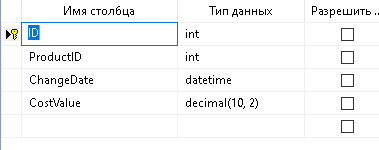 Имя столбца Тип данных Разрешить ...
ID int
ProductID int
ChangeDate datetime
CostValue decimal(10, 2)